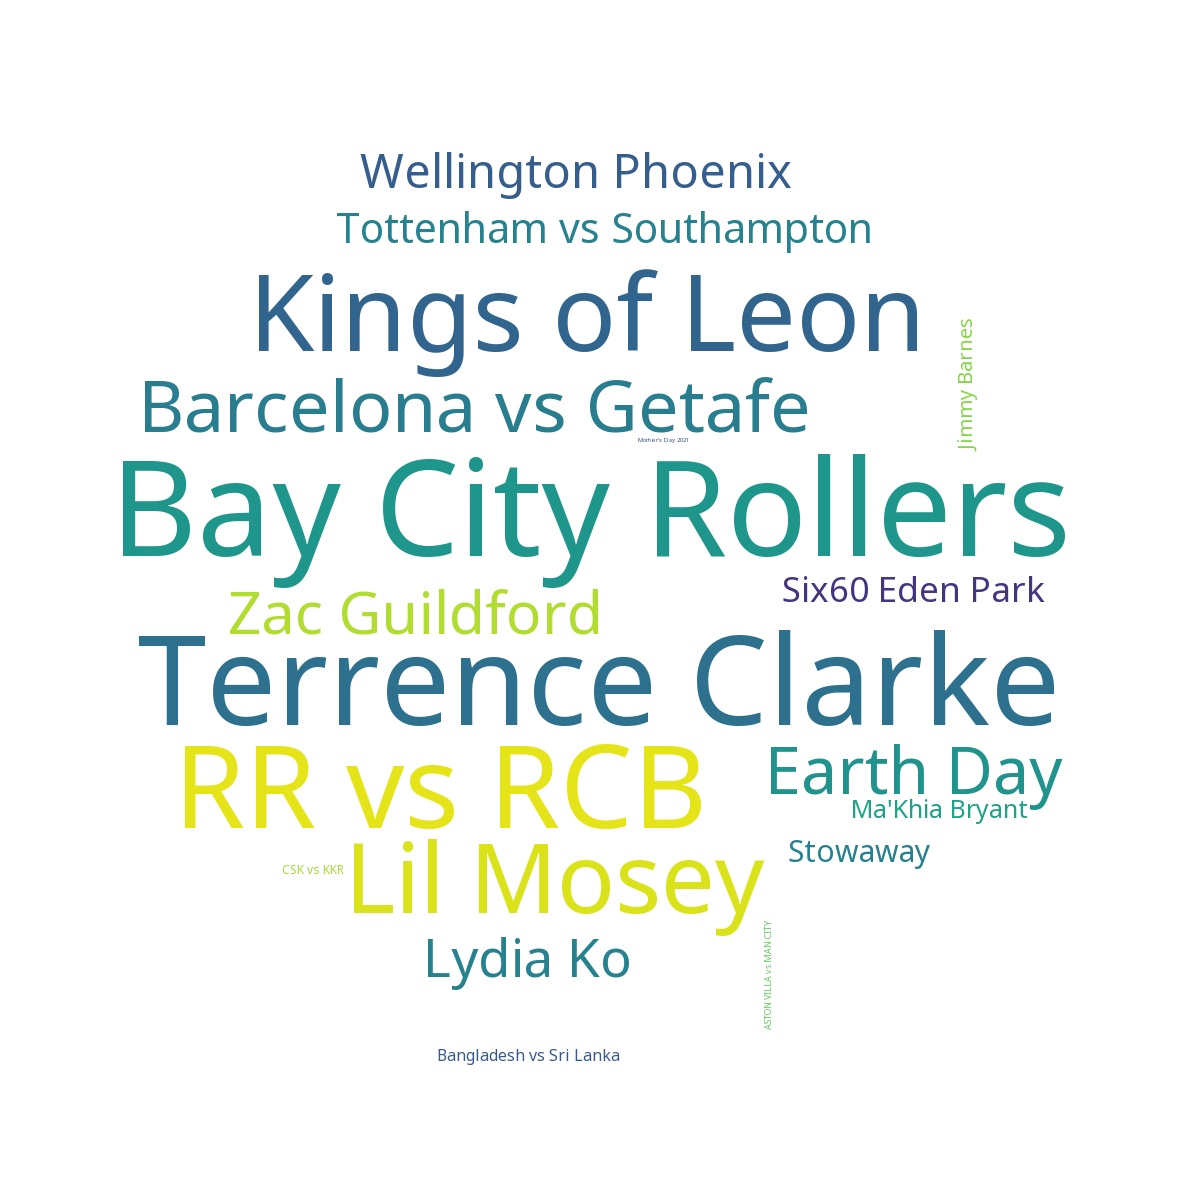 Wellington Phoenix
Tottenham vs Southampton
Kings of Leon
Jimmy Barnes
Barcelona vs Getafe
Mother's Day 2021
Bay City Rollers
Six60 Eden Park
Zac Guildford
Terrence Clarke
RR vs RCB
Earth Day
Ma'Khia Bryant
Stowaway
CSK vs KKR
Lil Mosey
Lydia Ko
ASTON VILLA vs MAN CITY
Bangladesh vs Sri Lanka